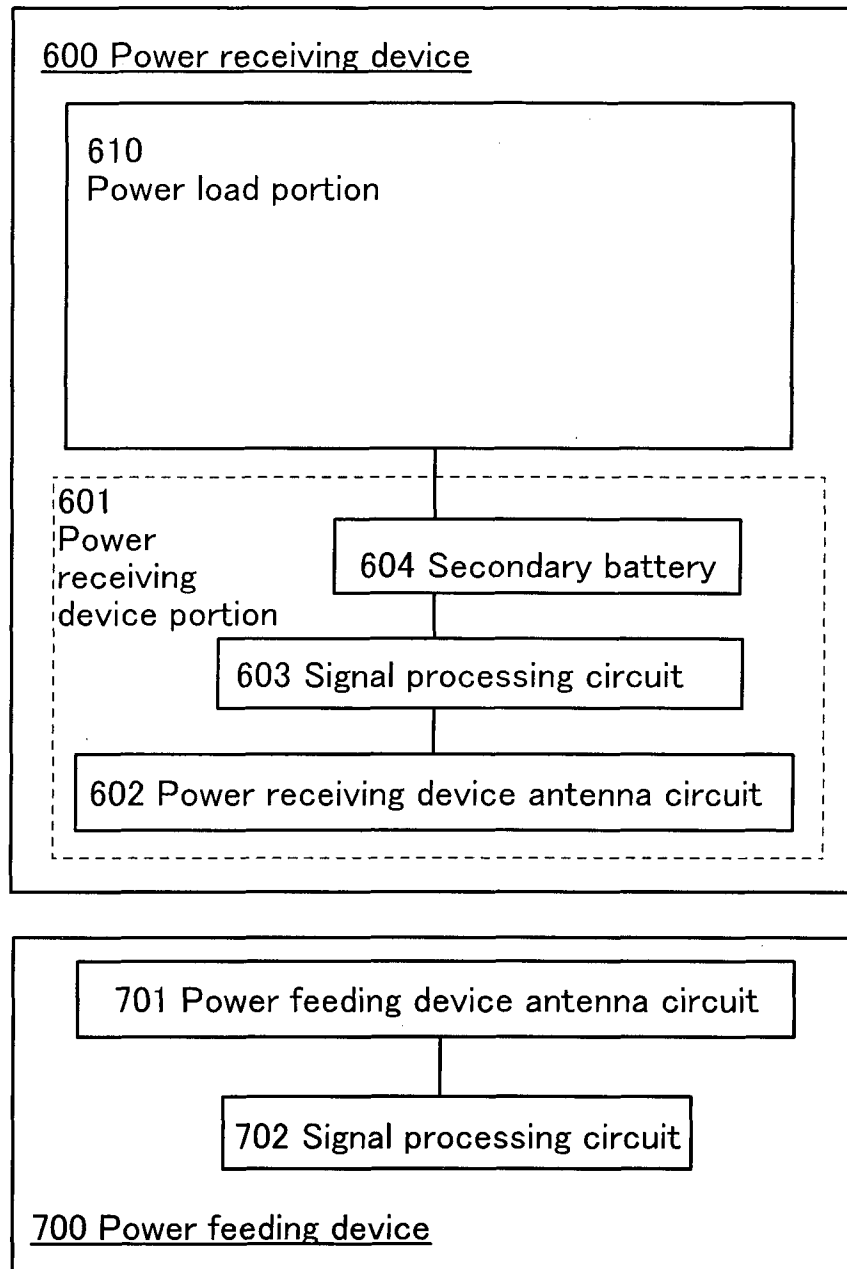 600 Power receiving device
610
Power load portion
601
Power
receiving
device portion
604 Secondary battery
603 Signal processing circuit
602 Power receiving device antenna circuit
701 Power feeding device antenna circuit
702 Signal processing circuit
700 Power feeding device